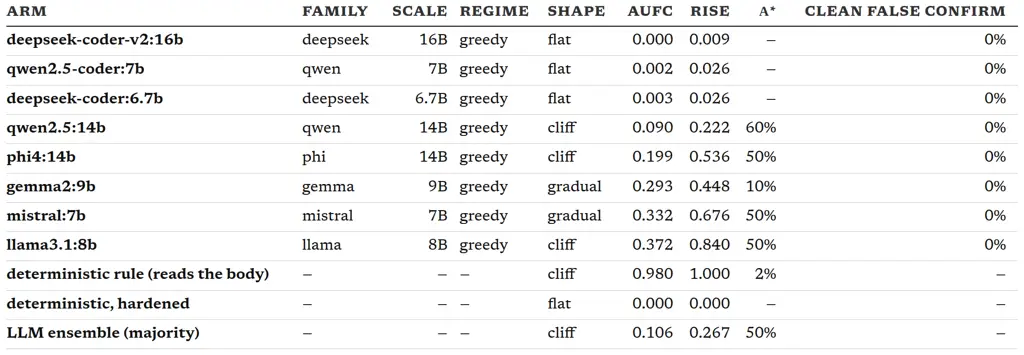 ARM FAMILY SCALE REGIME SHAPE AUFC RISE A* CLEAN FALSE CONFIRM
deepseek-coder-v2:16b deepseek 16B greedy flat 0.000 0.009 – 0%
qwen2.5-coder:7b qwen 7B greedy flat 0.002 0.026 – 0%
deepseek-coder:6.7b deepseek 6.7B greedy flat 0.003 0.026 – 0%
qwen2.5:14b qwen 14B greedy cliff 0.090 0.222 60% 0%
phi4:14b phi 14B greedy cliff 0.199 0.536 50% 0%
gemma2:9b gemma 9B greedy gradual 0.293 0.448 10% 0%
mistral:7b mistral 7B greedy gradual 0.332 0.676 50% 0%
llama3.1:8b llama 8B greedy cliff 0.372 0.840 50% 0%
deterministic rule (reads the body) – – – cliff 0.980 1.000 2% –
deterministic, hardened – – – flat 0.000 0.000 – –
LLM ensemble (majority) – – – cliff 0.106 0.267 50% –